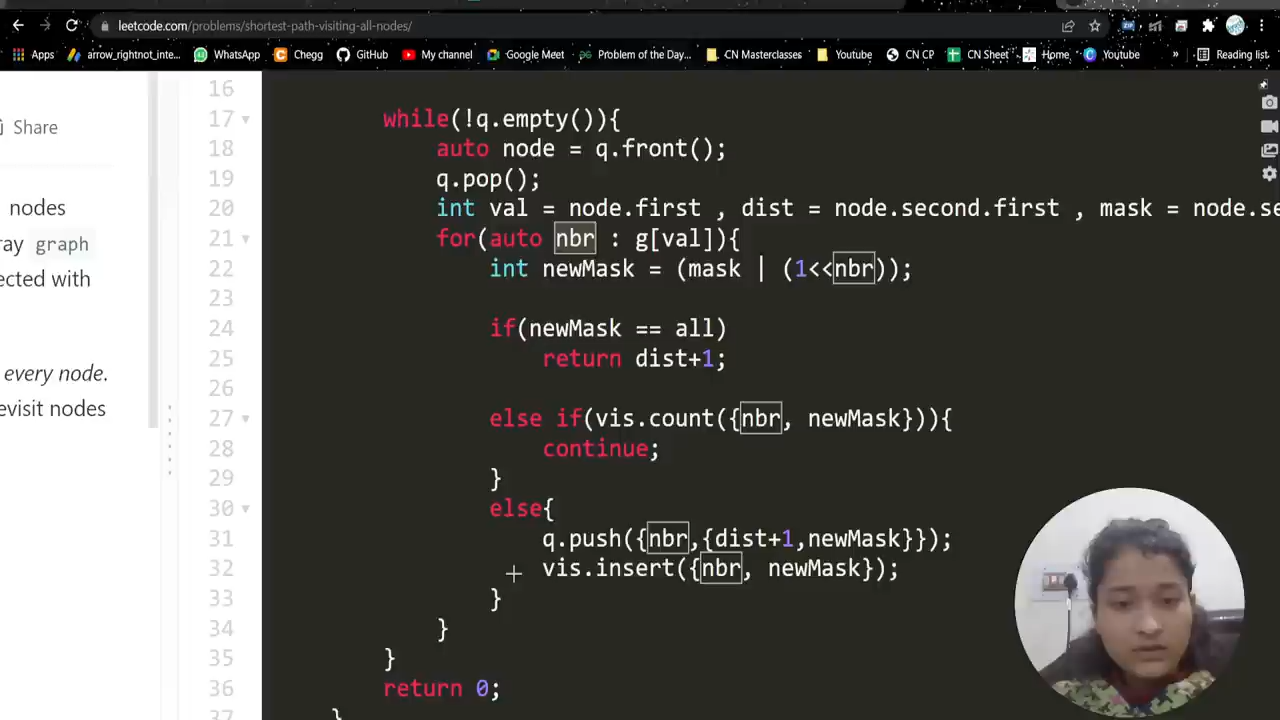 leetcode.com/problems/shortest-path-visiting-all-nodes/
Apps arrow_rightnot_inte... WhatsApp Chegg GitHub My channel Google Meet Problem of the Day... CN Masterclasses Youtube CN CP CN Sheet Home Youtube » Reading list
Share
nodes
ray graph
ected with
every node.
evisit nodes
16
17 while(!q.empty()){
18 auto node = q.front();
19 q.pop();
20 int val = node.first , dist = node.second.first , mask = node.se
21 for(auto nbr : g[val]){
22 int newMask = (mask | (1<<nbr));
23
24 if(newMask == all)
25 return dist+1;
26
27 else if(vis.count({nbr, newMask})){
28 continue;
29 }
30 else{
31 q.push({nbr,{dist+1,newMask}});
32 vis.insert({nbr, newMask});
33 }
34 }
35 }
36 return 0;
37 }